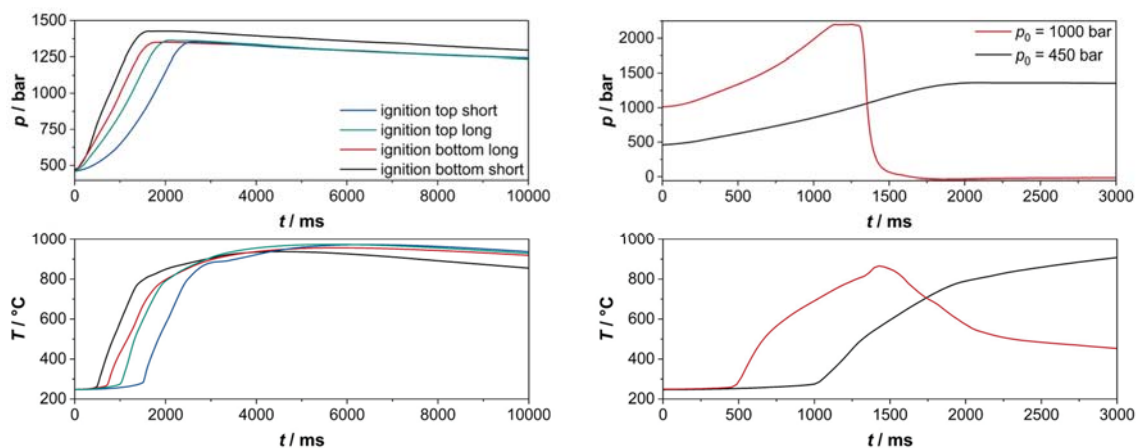 1500
1250
1000
750
500
p / bar
ignition top short
ignition top long
ignition bottom long
ignition bottom short
0 2000 4000 6000 8000 10000
t / ms
2000
1500
1000
500
0
p / bar
p0 = 1000 bar
p0 = 450 bar
0 500 1000 1500 2000 2500 3000
t / ms
1000
800
600
400
200
T / °C
0 2000 4000 6000 8000 10000
t / ms
1000
800
600
400
200
T / °C
0 500 1000 1500 2000 2500 3000
t / ms